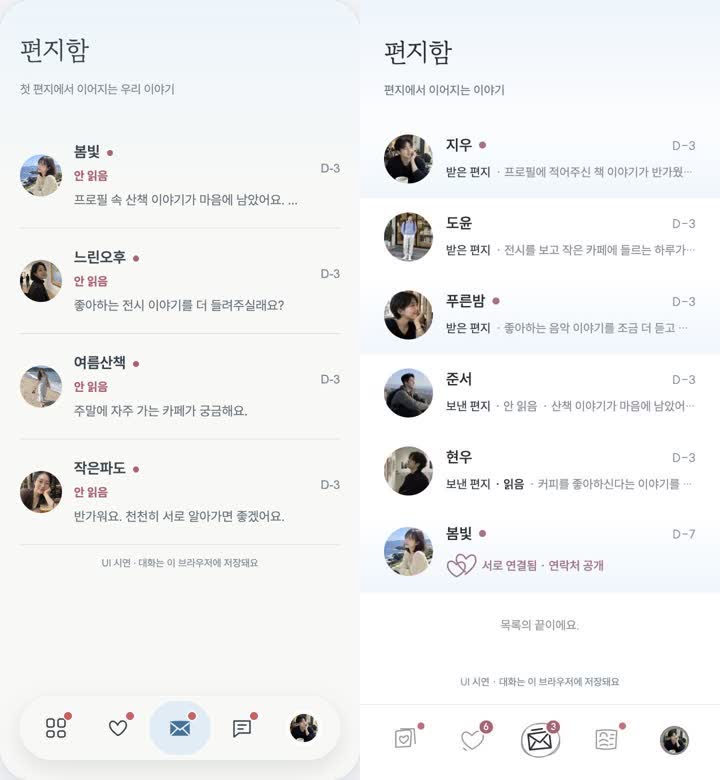 편지함
첫 편지에서 이어지는 우리 이야기
봄빛
안 읽음
D-3
프로필 속 산책 이야기가 마음에 남았어요. ...
느린오후
안 읽음
D-3
좋아하는 전시 이야기를 더 들려주실래요?
여름산책
안 읽음
D-3
주말에 자주 가는 카페가 궁금해요.
작은파도
안 읽음
D-3
반가워요. 천천히 서로 알아가면 좋겠어요.
UI 시연 · 대화는 이 브라우저에 저장돼요
편지함
편지에서 이어지는 이야기
지우
D-3
받은 편지 · 프로필에 적어주신 책 이야기가 반가웠...
도윤
D-3
받은 편지 · 전시를 보고 작은 카페에 들르는 하루가...
푸른밤
D-3
받은 편지 · 좋아하는 음악 이야기를 조금 더 듣고 ...
준서
D-3
보낸 편지 · 안 읽음 · 산책 이야기가 마음에 남았어...
현우
D-3
보낸 편지 · 읽음 · 커피를 좋아하신다는 이야기를 ...
봄빛
D-7
서로 연결됨 · 연락처 공개
목록의 끝이에요.
UI 시연 · 대화는 이 브라우저에 저장돼요
6
3